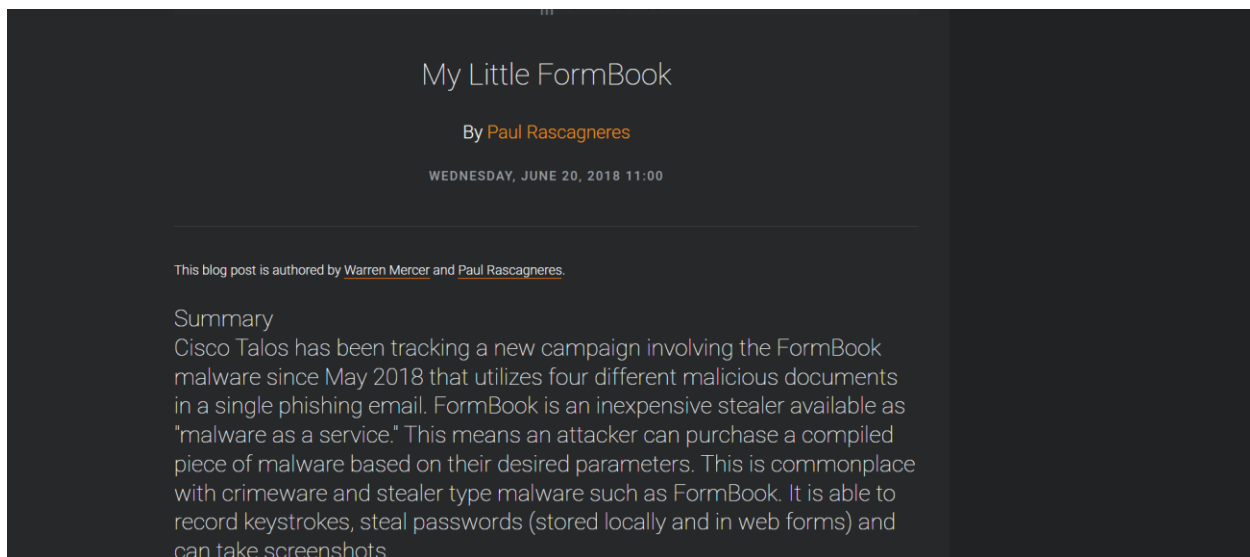 My Little FormBook
By Paul Rascagneres
WEDNESDAY, JUNE 20, 2018 11:00
This blog post is authored by Warren Mercer and Paul Rascagneres.
Summary
Cisco Talos has been tracking a new campaign involving the FormBook
malware since May 2018 that utilizes four different malicious documents
in a single phishing email. FormBook is an inexpensive stealer available as
"malware as a service." This means an attacker can purchase a compiled
piece of malware based on their desired parameters. This is commonplace
with crimeware and stealer type malware such as FormBook. It is able to
record keystrokes, steal passwords (stored locally and in web forms) and
can take screenshots